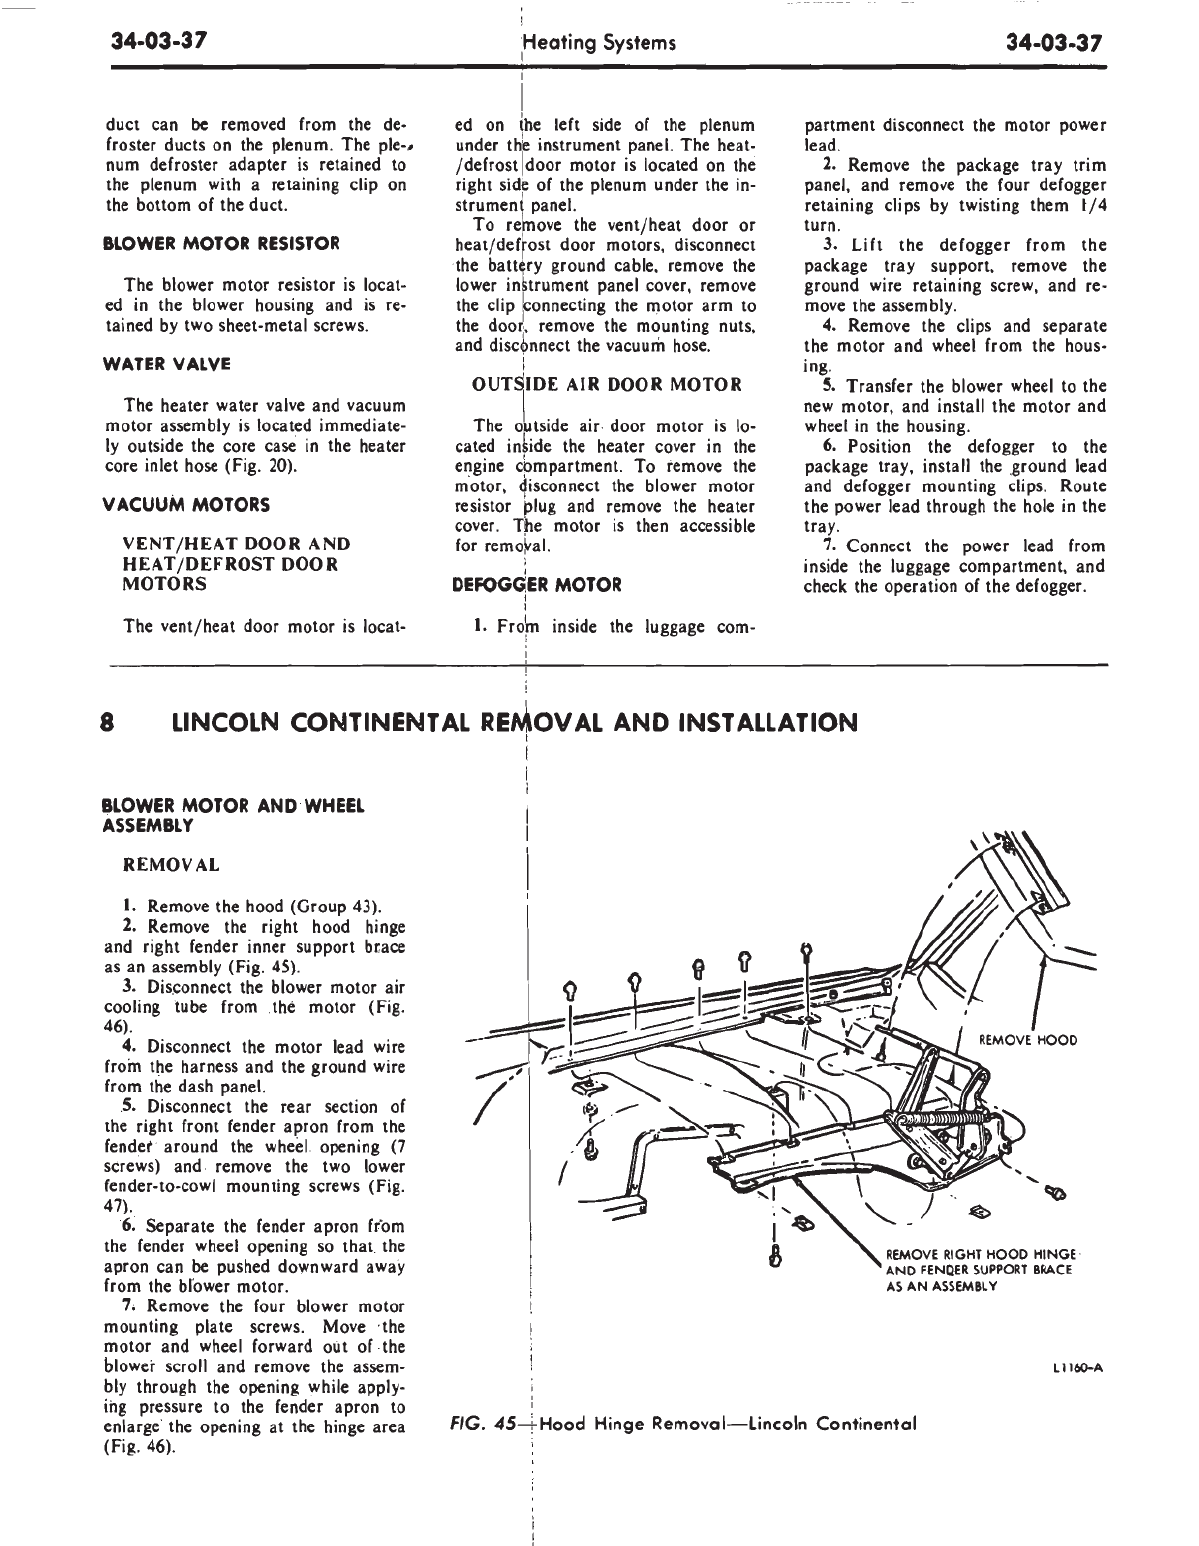 34-03-37
Heating Systems
34-03-37
duct can be removed from the de-
froster ducts on the plenum. The ple-
num defroster adapter is retained to
the plenum with a retaining clip on
the bottom of the duct.
BLOWER MOTOR RESISTOR
The blower motor resistor is locat-
ed in the blower housing and is re-
tained by two sheet-metal screws.
WATER VALVE
The heater water valve and vacuum
motor assembly is located immediate-
ly outside the core case in the heater
core inlet hose (Fig. 20).
VACUUM MOTORS
VENT/HEAT DOOR AND
HEAT/DEFROST DOOR
MOTORS
The vent/heat door motor is locat-
ed on the left side of the plenum
under the instrument panel. The heat-
/defrost door motor is located on the
right side of the plenum under the in-
strument panel.
To remove the vent/heat door or
heat/defrost door motors, disconnect
the battery ground cable, remove the
lower instrument panel cover, remove
the clip connecting the motor arm to
the door, remove the mounting nuts,
and disconnect the vacuum hose.
OUTSIDE AIR DOOR MOTOR
The outside air door motor is lo-
cated inside the heater cover in the
engine compartment. To remove the
motor, disconnect the blower motor
resistor plug and remove the heater
cover. The motor is then accessible
for removal.
DEFOGGER MOTOR
1. From inside the luggage com-
partment disconnect the motor power
lead.
2. Remove the package tray trim
panel, and remove the four defogger
retaining clips by twisting them 1/4
turn.
3. Lift the defogger from the
package tray support, remove the
ground wire retaining screw, and re-
move the assembly.
4. Remove the clips and separate
the motor and wheel from the hous-
ing.
5. Transfer the blower wheel to the
new motor, and install the motor and
wheel in the housing.
6. Position the defogger to the
package tray, install the ground lead
and defogger mounting clips. Route
the power lead through the hole in the
tray.
7. Connect the power lead from
inside the luggage compartment, and
check the operation of the defogger.
8 LINCOLN CONTINENTAL REMOVAL AND INSTALLATION
BLOWER MOTOR AND WHEEL
ASSEMBLY
REMOVAL
1. Remove the hood (Group 43).
2. Remove the right hood hinge
and right fender inner support brace
as an assembly (Fig. 45).
3. Disconnect the blower motor air
cooling tube from the motor (Fig.
46).
4. Disconnect the motor lead wire
from the harness and the ground wire
from the dash panel.
5. Disconnect the rear section of
the right front fender apron from the
fender around the wheel opening (7
screws) and remove the two lower
fender-to-cowl mounting screws (Fig.
47).
6. Separate the fender apron from
the fender wheel opening so that the
apron can be pushed downward away
from the blower motor.
7. Remove the four blower motor
mounting plate screws. Move the
motor and wheel forward out of the
blower scroll and remove the assem-
bly through the opening while apply-
ing pressure to the fender apron to
enlarge the opening at the hinge area
(Fig. 46).
REMOVE HOOD
REMOVE RIGHT HOOD HINGE
AND FENDER SUPPORT BRACE
AS AN ASSEMBLY
L1160-A
FIG. 45—Hood Hinge Removal—Lincoln Continental